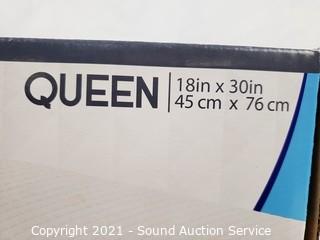 QUEEN
18in x 30in
45 cm x 76 cm
Copyright 2021 - Sound Auction Service